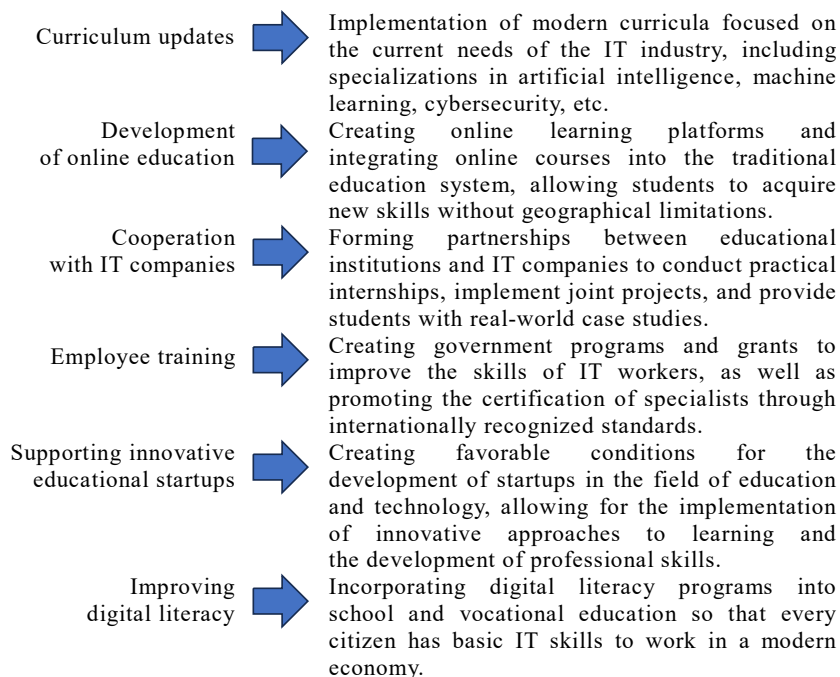 Curriculum updates
Implementation of modern curricula focused on
the current needs of the IT industry, including
specializations in artificial intelligence, machine
learning, cybersecurity, etc.
Development
of online education
Creating online learning platforms and
integrating online courses into the traditional
education system, allowing students to acquire
new skills without geographical limitations.
Cooperation
with IT companies
Forming partnerships between educational
institutions and IT companies to conduct practical
internships, implement joint projects, and provide
students with real-world case studies.
Employee training
Creating government programs and grants to
improve the skills of IT workers, as well as
promoting the certification of specialists through
internationally recognized standards.
Supporting innovative
educational startups
Creating favorable conditions for the
development of startups in the field of education
and technology, allowing for the implementation
of innovative approaches to learning and
the development of professional skills.
Improving
digital literacy
Incorporating digital literacy programs into
school and vocational education so that every
citizen has basic IT skills to work in a modern
economy.